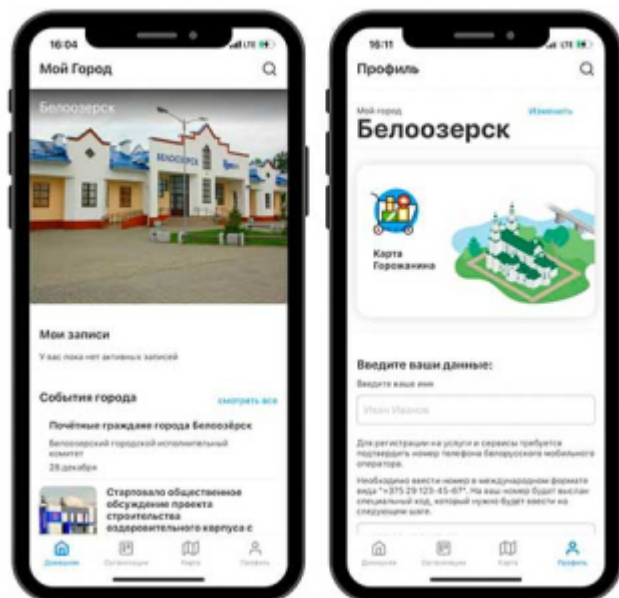 16:04
LTE
Мой Город
Белоозерск
БЕЛООЗЕРСК
Мои записи
У вас пока нет активных записей
События города
смотреть все
Почётные граждане города Белоозёрск
Белоозерский городской исполнительный
комитет
28 декабря
Стартовало общественное
обсуждение проекта
строительства
оздоровительного корпуса с
Домашняя
Организации
Карта
Профиль
16:11
LTE
Профиль
Мой город
Изменить
Белоозерск
Карта
Горожанина
Введите ваши данные:
Введите ваше имя
Иван Иванов
Для регистрации на услуги и сервисы требуется
подтвердить номер телефона белорусского мобильного
оператора.
Необходимо ввести номер в международном формате
вида "+375 29 123-45-67". На ваш номер будет выслан
специальный код, который нужно будет ввести на
следующем шаге.
Домашняя
Организации
Карта
Профиль